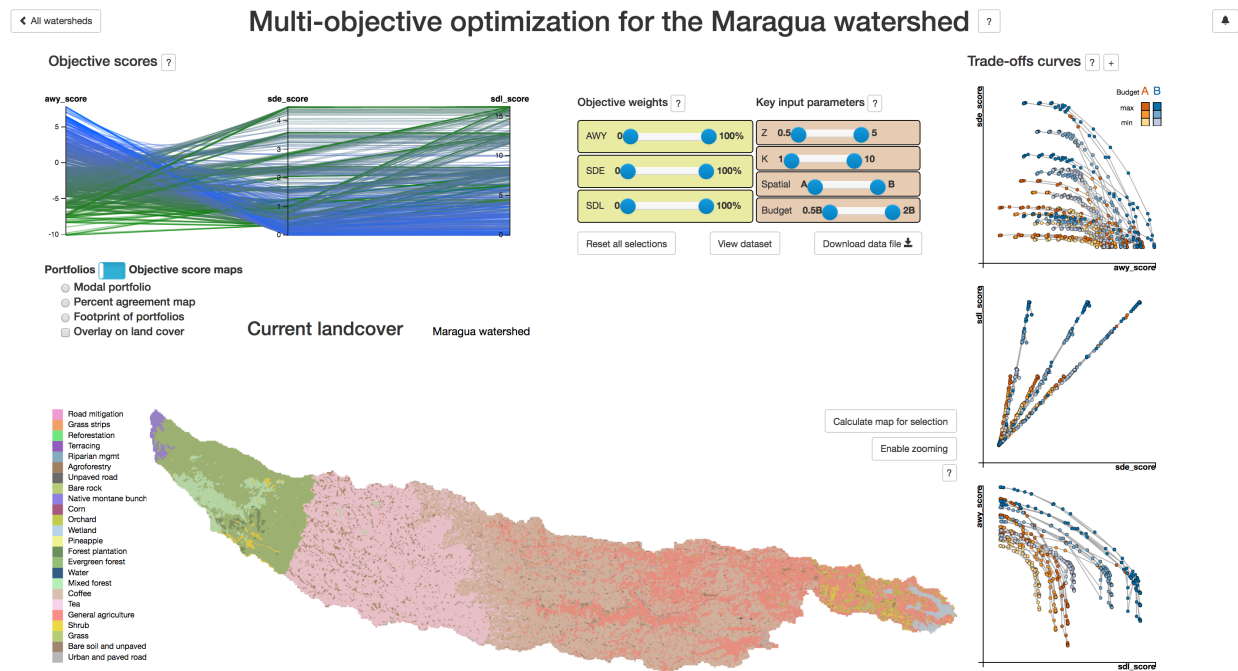 All watersheds
Multi-objective optimization for the Maragua watershed ?
Objective scores ?
awy_score sde_score sdl_score
5
0
-5
-10
4
3
2
1
0
15
10
5
0
Objective weights ?
AWY 0 100%
SDE 0 100%
SDL 0 100%
Key input parameters ?
Z 0.5 5
K 1 10
Spatial A B
Budget 0.5B 2B
Reset all selections View dataset Download data file
Trade-offs curves ? +
Budget A B
max
min
sde_score
awy_score
sdl_score
sde_score
awy_score
sdl_score
Portfolios Objective score maps
Modal portfolio
Percent agreement map
Footprint of portfolios
Overlay on land cover
Current landcover Maragua watershed
Calculate map for selection
Enable zooming
?
Road mitigation
Grass strips
Reforestation
Terracing
Riparian mgmt
Agroforestry
Unpaved road
Bare rock
Native montane bunch
Corn
Orchard
Wetland
Pineapple
Forest plantation
Evergreen forest
Water
Mixed forest
Coffee
Tea
General agriculture
Shrub
Grass
Bare soil and unpaved
Urban and paved road